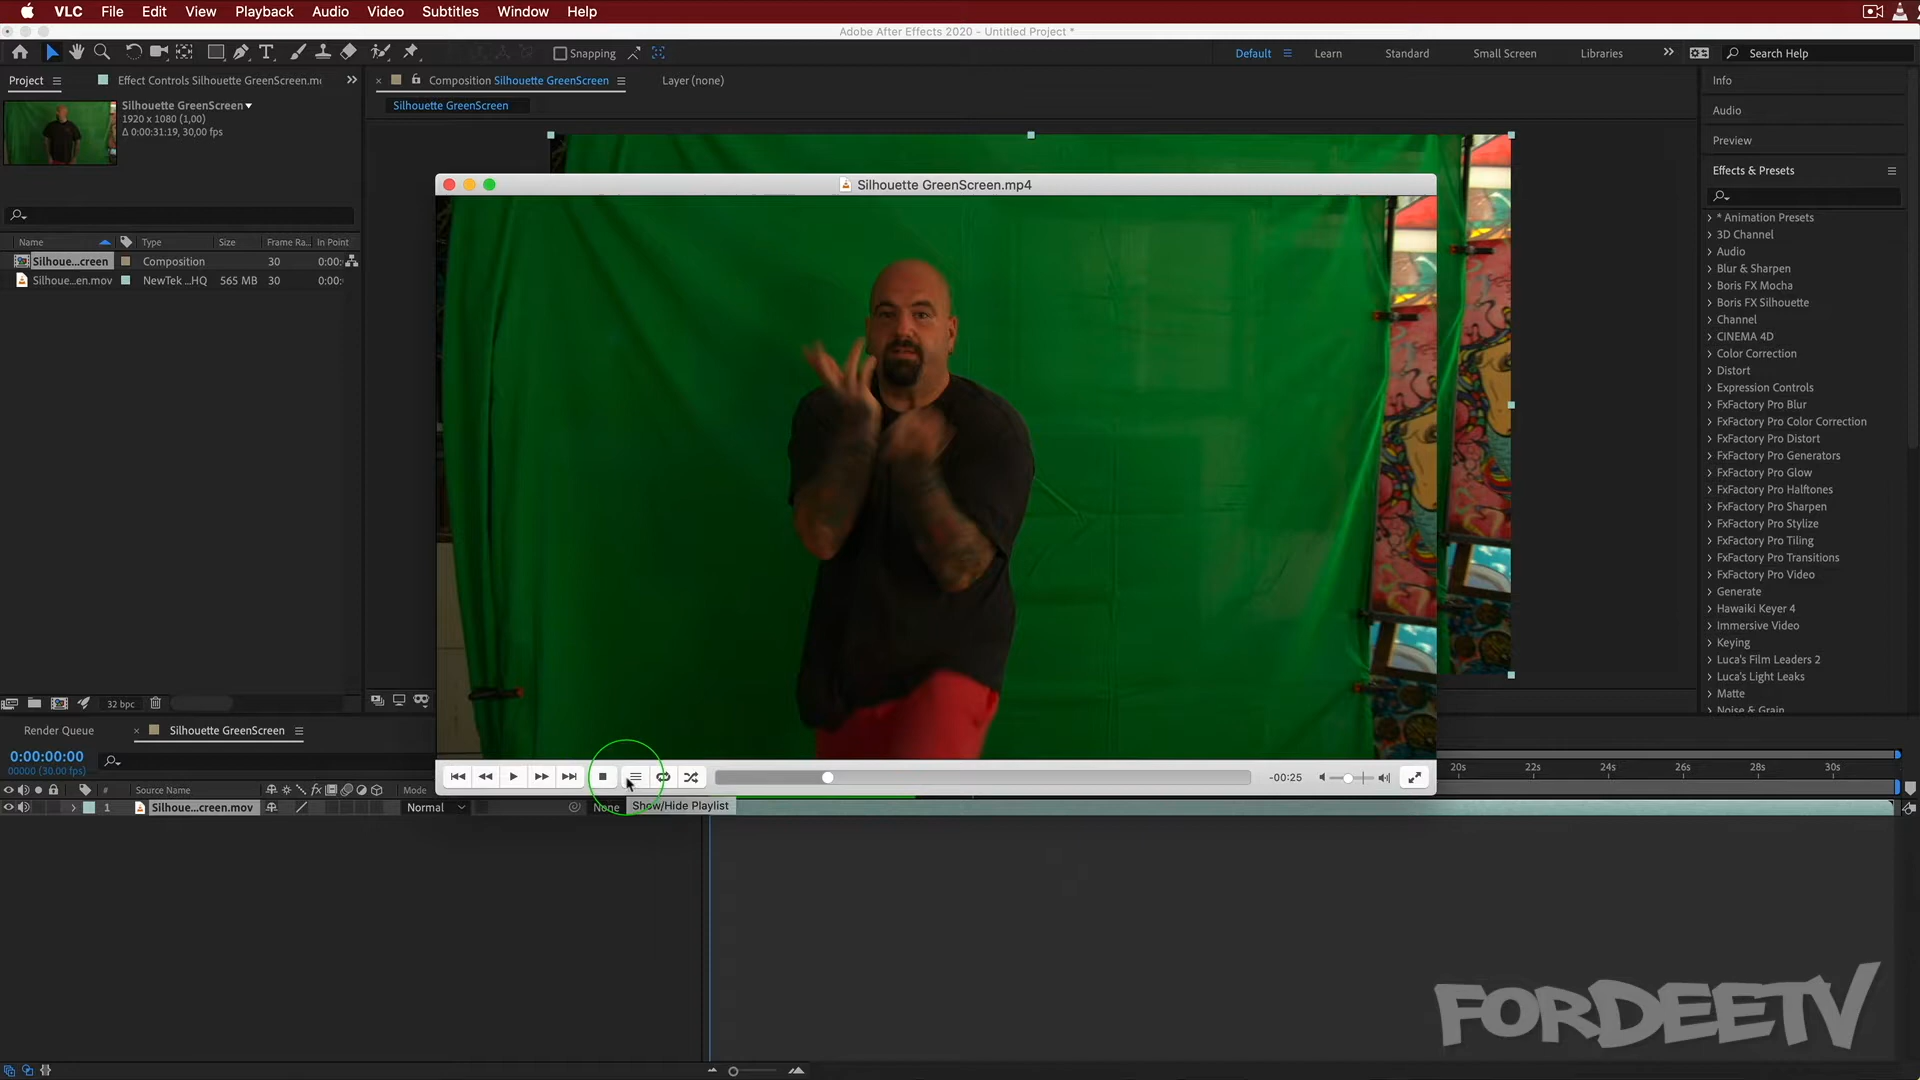 VLC File Edit View Playback Audio Video Subtitles Window Help
Adobe After Effects 2020 - Untitled Project *
Snapping
Default Learn Standard Small Screen Libraries Search Help
Project Effect Controls Silhouette GreenScreen.mo
Composition Silhouette GreenScreen Layer (none)
Info
Silhouette GreenScreen
1920 x 1080 (1,00)
Δ 0:00:31:19, 30,00 fps
Silhouette GreenScreen
Audio
Preview
Effects & Presets
Silhouette GreenScreen.mp4
Name Type Size Frame Ra... In Point
Silhoue...creen Composition 30 0:00:
Silhoue...en.mov NewTek ...HQ 565 MB 30 0:00:
* Animation Presets
3D Channel
Audio
Blur & Sharpen
Boris FX Mocha
Boris FX Silhouette
Channel
CINEMA 4D
Color Correction
Distort
Expression Controls
FxFactory Pro Blur
FxFactory Pro Color Correction
FxFactory Pro Distort
FxFactory Pro Generators
FxFactory Pro Glow
FxFactory Pro Halftones
FxFactory Pro Sharpen
FxFactory Pro Stylize
FxFactory Pro Tiling
FxFactory Pro Transitions
FxFactory Pro Video
Generate
Hawaiki Keyer 4
Immersive Video
Keying
Luca's Film Leaders 2
Luca's Light Leaks
Matte
Noise & Grain
32 bpc
Render Queue Silhouette GreenScreen
0:00:00:00
00000 (30.00 fps)
20s 22s 24s 26s 28s 30s
-00:25
# Source Name Mode
1 Silhoue...creen.mov Normal None
Show/Hide Playlist
FORDEETV